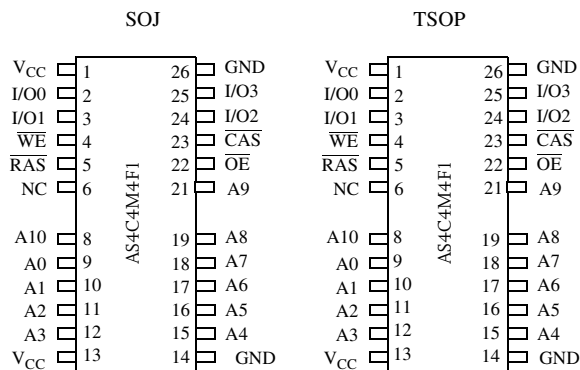 SOJ TSOP
VCC 1 26 GND VCC 1 26 GND
I/O0 2 25 I/O3 I/O0 2 25 I/O3
I/O1 3 24 I/O2 I/O1 3 24 I/O2
WE 4 23 CAS WE 4 23 CAS
RAS 5 22 OE RAS 5 22 OE
NC 6 21 A9 NC 6 21 A9
AS4C4M4F1 AS4C4M4F1
A10 8 19 A8 A10 8 19 A8
A0 9 18 A7 A0 9 18 A7
A1 10 17 A6 A1 10 17 A6
A2 11 16 A5 A2 11 16 A5
A3 12 15 A4 A3 12 15 A4
VCC 13 14 GND VCC 13 14 GND